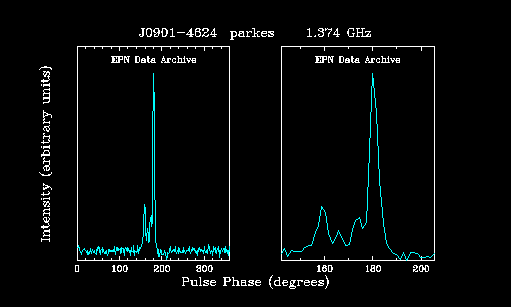 J0901-4624 parkes 1.374 GHz
EPN Data Archive EPN Data Archive
Intensity (arbitrary units)
0 100 200 300 160 180 200
Pulse Phase (degrees)